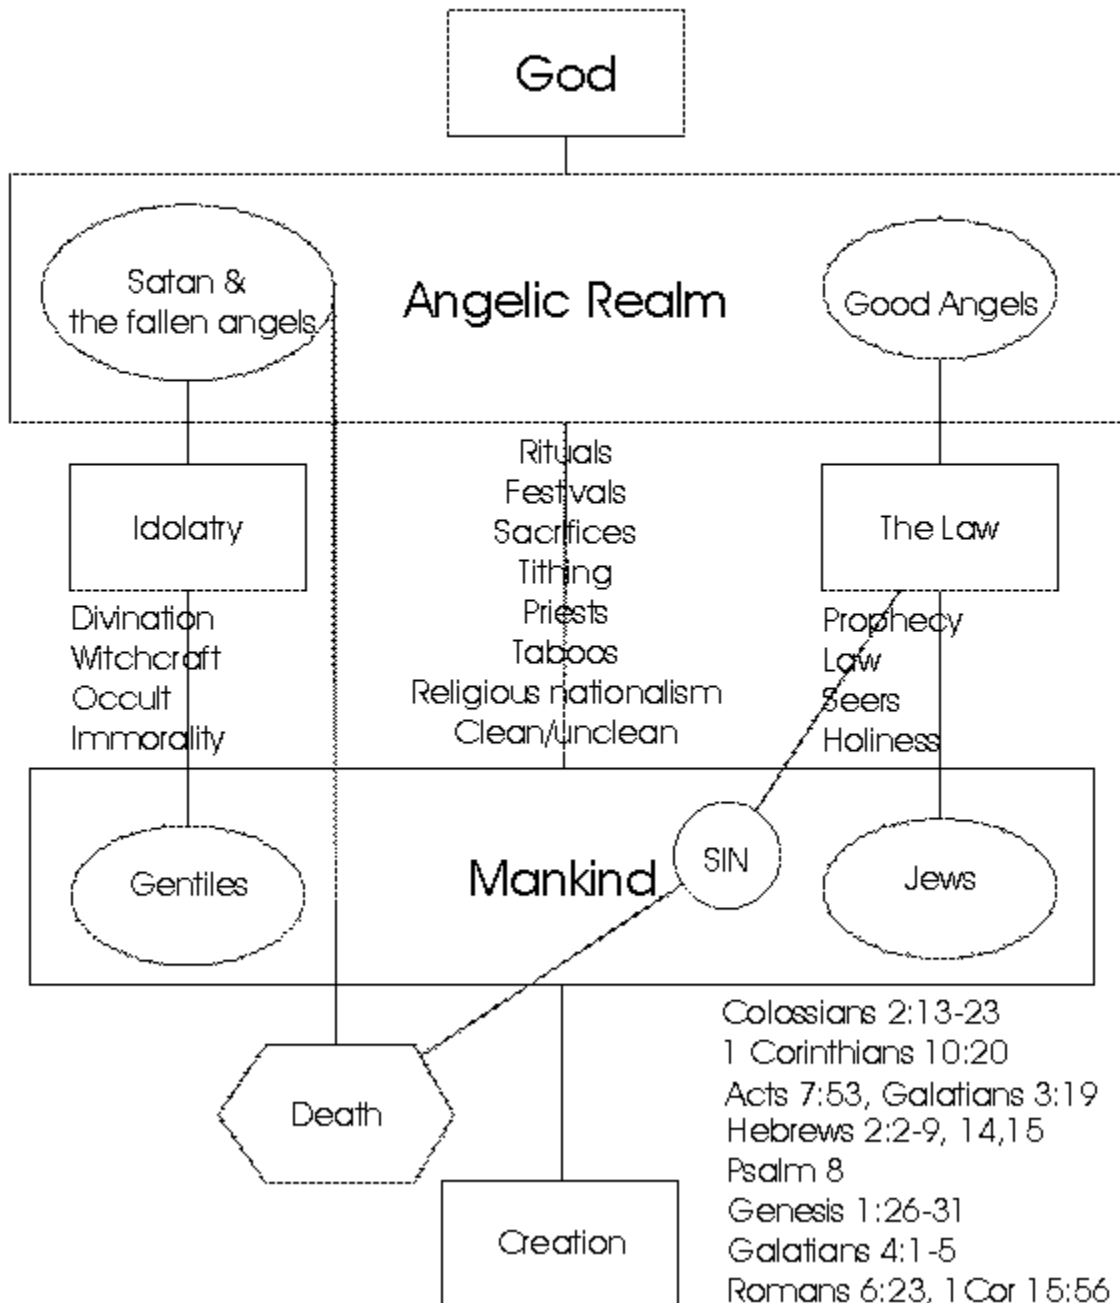 God
Satan &
the fallen angels
Angelic Realm
Good Angels
Idolatry
Rituals
Festivals
Sacrifices
Tithing
Priests
Taboos
Religious nationalism
Clean/unclean
The Law
Divination
Witchcraft
Occult
Immorality
Prophecy
Law
Seers
Holiness
Gentiles
Mankind
SIN
Jews
Death
Creation
Colossians 2:13-23
1 Corinthians 10:20
Acts 7:53, Galatians 3:19
Hebrews 2:2-9, 14,15
Psalm 8
Genesis 1:26-31
Galatians 4:1-5
Romans 6:23, 1Cor 15:56